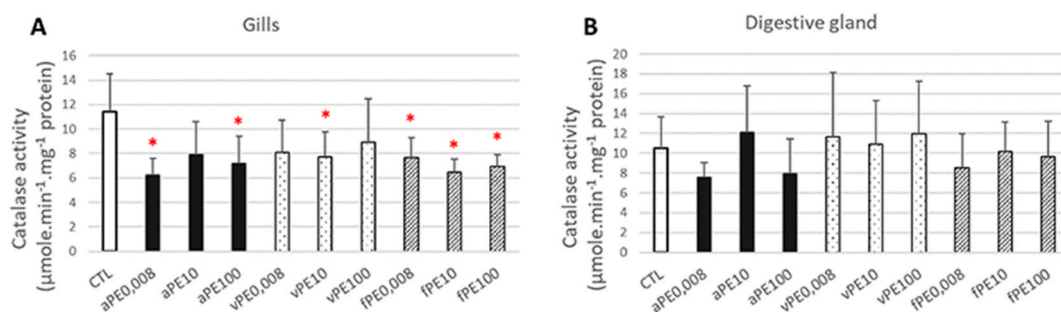 A
Gills
Catalase activity
(µmole.min⁻¹.mg⁻¹ protein)
16
14
12
10
8
6
4
2
0
*
*
*
*
*
*
CTL
aPE0,008
aPE10
aPE100
vPE0,008
vPE10
vPE100
fPE0,008
fPE10
fPE100
B
Digestive gland
Catalase activity
(µmole.min⁻¹.mg⁻¹ protein)
20
18
16
14
12
10
8
6
4
2
0
CTL
aPE0,008
aPE10
aPE100
vPE0,008
vPE10
vPE100
fPE0,008
fPE10
fPE100